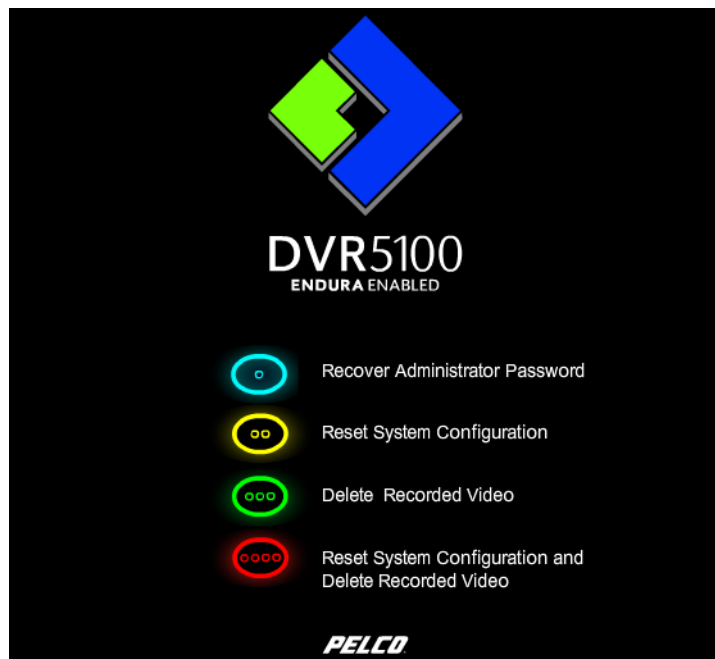 DVR5100
ENDURA ENABLED
Recover Administrator Password
Reset System Configuration
Delete Recorded Video
Reset System Configuration and
Delete Recorded Video
PELCO